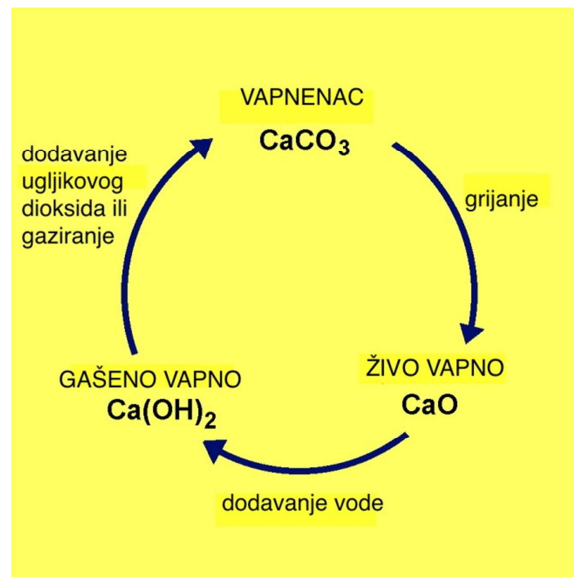 VAPNENAC
CaCO₃
dodavanje
ugljikovog
dioksida ili
gaziranje
grijanje
GAŠENO VAPNO
Ca(OH)₂
ŽIVO VAPNO
CaO
dodavanje vode